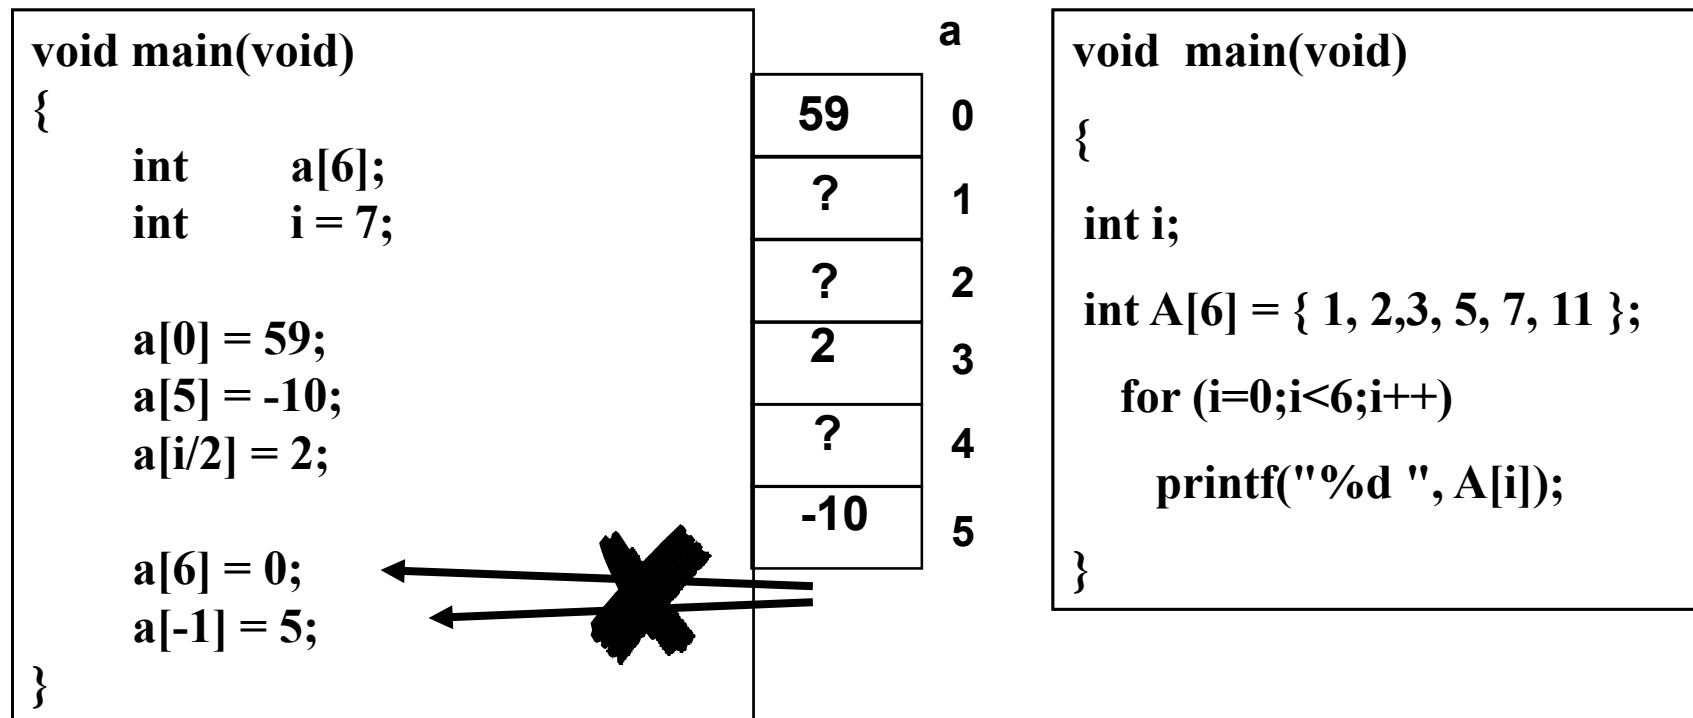 void main(void)
{
int a[6];
int i = 7;
a[0] = 59;
a[5] = -10;
a[i/2] = 2;
a[6] = 0;
a[-1] = 5;
}
a
59 0
? 1
? 2
2 3
? 4
-10 5
void main(void)
{
int i;
int A[6] = { 1, 2,3, 5, 7, 11 };
for (i=0;i<6;i++)
printf("%d ", A[i]);
}